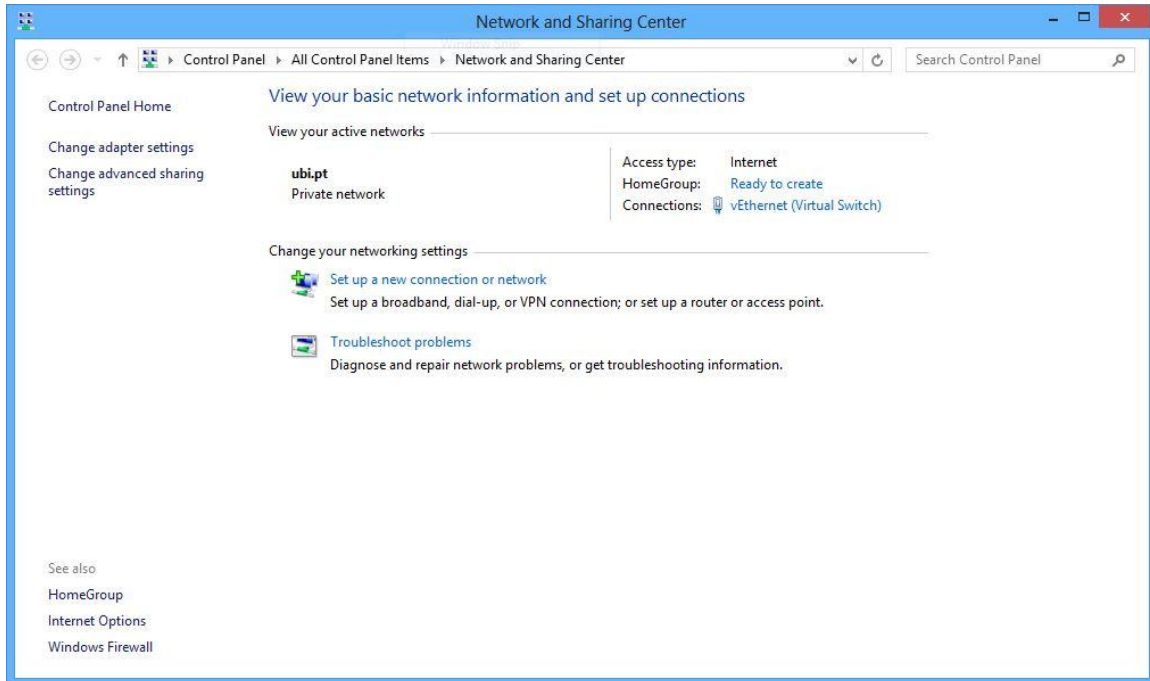 Network and Sharing Center
Window Snip
Control Panel ▸ All Control Panel Items ▸ Network and Sharing Center
Search Control Panel
Control Panel Home
Change adapter settings
Change advanced sharing
settings
View your basic network information and set up connections
View your active networks
ubi.pt
Private network
Access type: Internet
HomeGroup: Ready to create
Connections: vEthernet (Virtual Switch)
Change your networking settings
Set up a new connection or network
Set up a broadband, dial-up, or VPN connection; or set up a router or access point.
Troubleshoot problems
Diagnose and repair network problems, or get troubleshooting information.
See also
HomeGroup
Internet Options
Windows Firewall